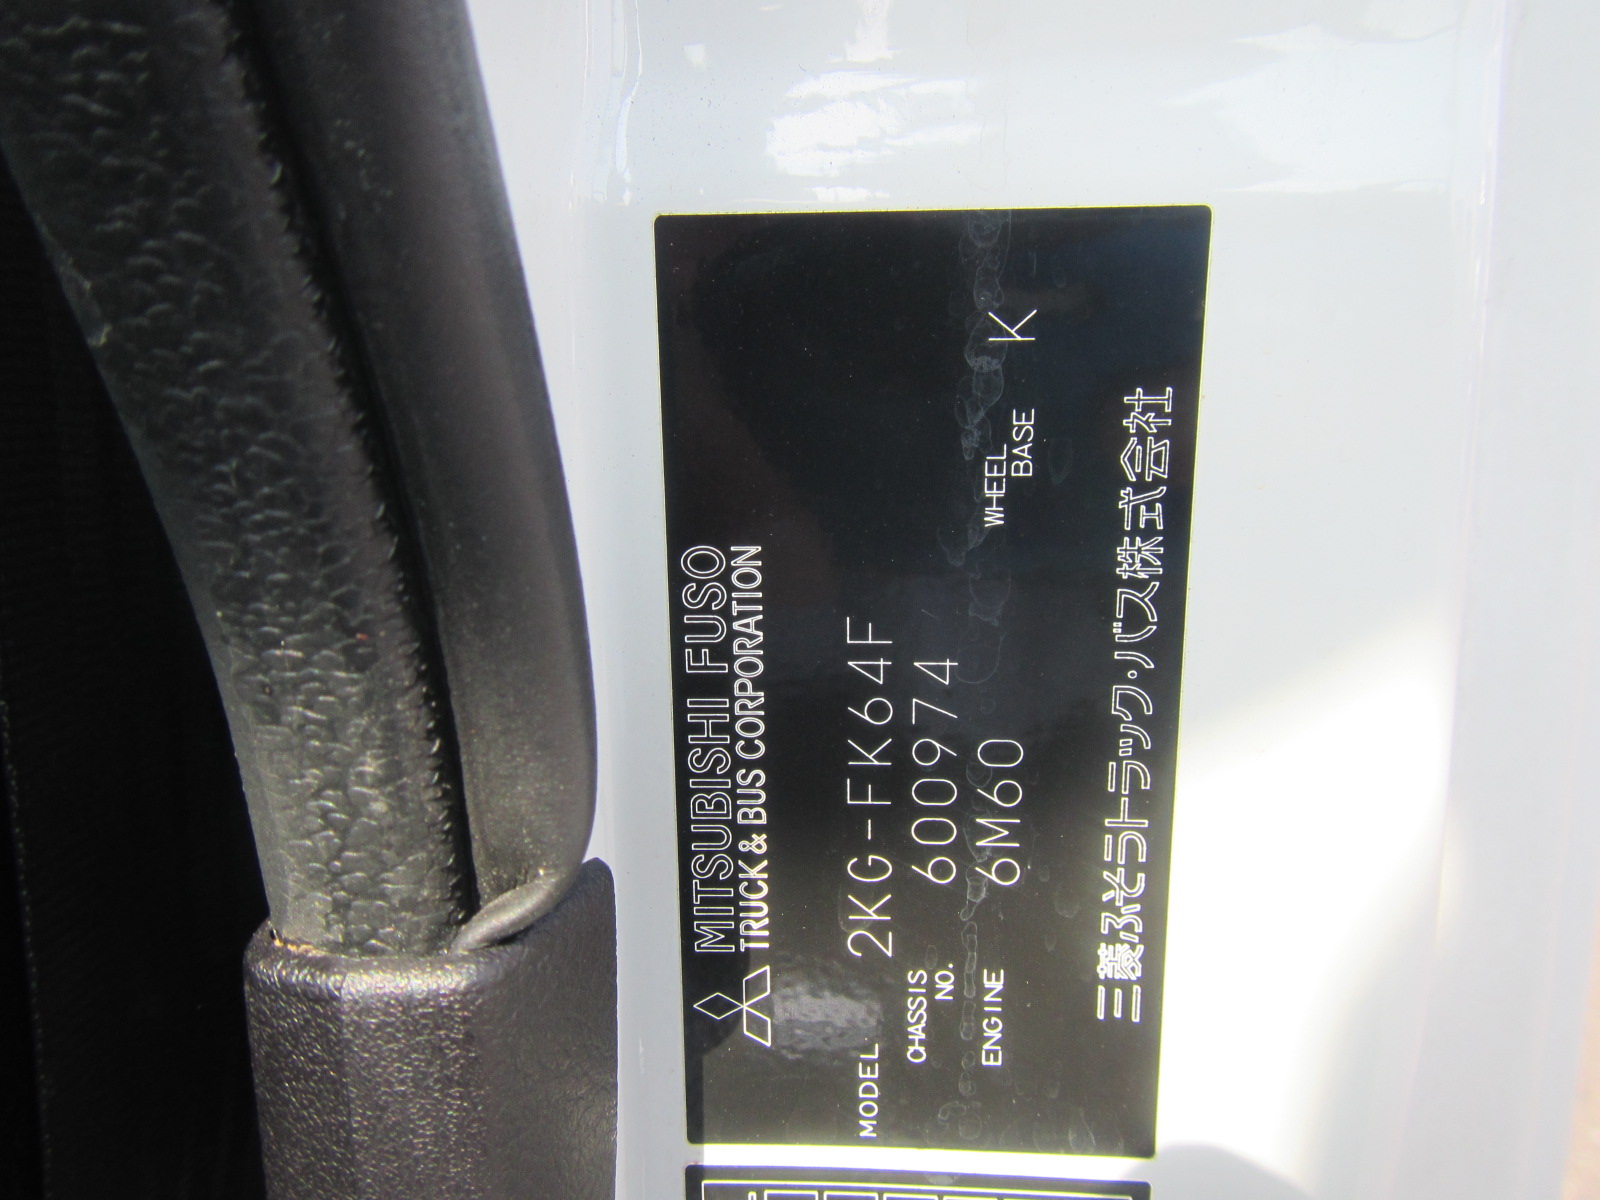 MITSUBISHI FUSO
TRUCK & BUS CORPORATION
MODEL 2KG-FK64F
CHASSIS NO. 600974
ENGINE 6M60 WHEEL BASE K
三菱ふそうトラック・バス株式会社